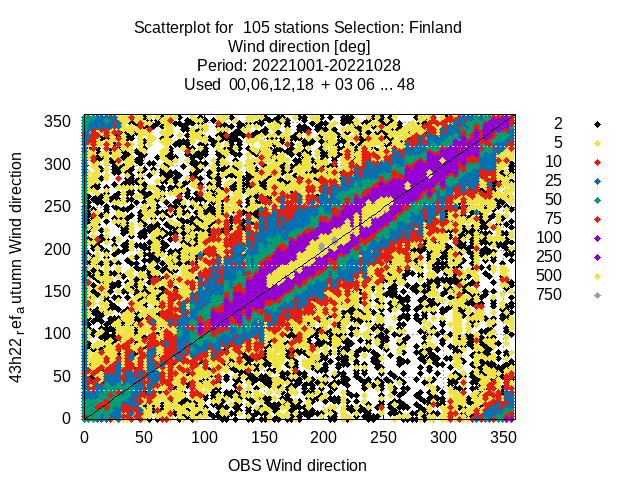 Scatterplot for  105 stations Selection: Finland
Wind direction [deg]
Period: 20221001-20221028
Used  00,06,12,18  + 03 06 ... 48
43h22_ref_autumn Wind direction
350
300
250
200
150
100
50
0
0 50 100 150 200 250 300 350
OBS Wind direction
2
5
10
25
50
75
100
250
500
750